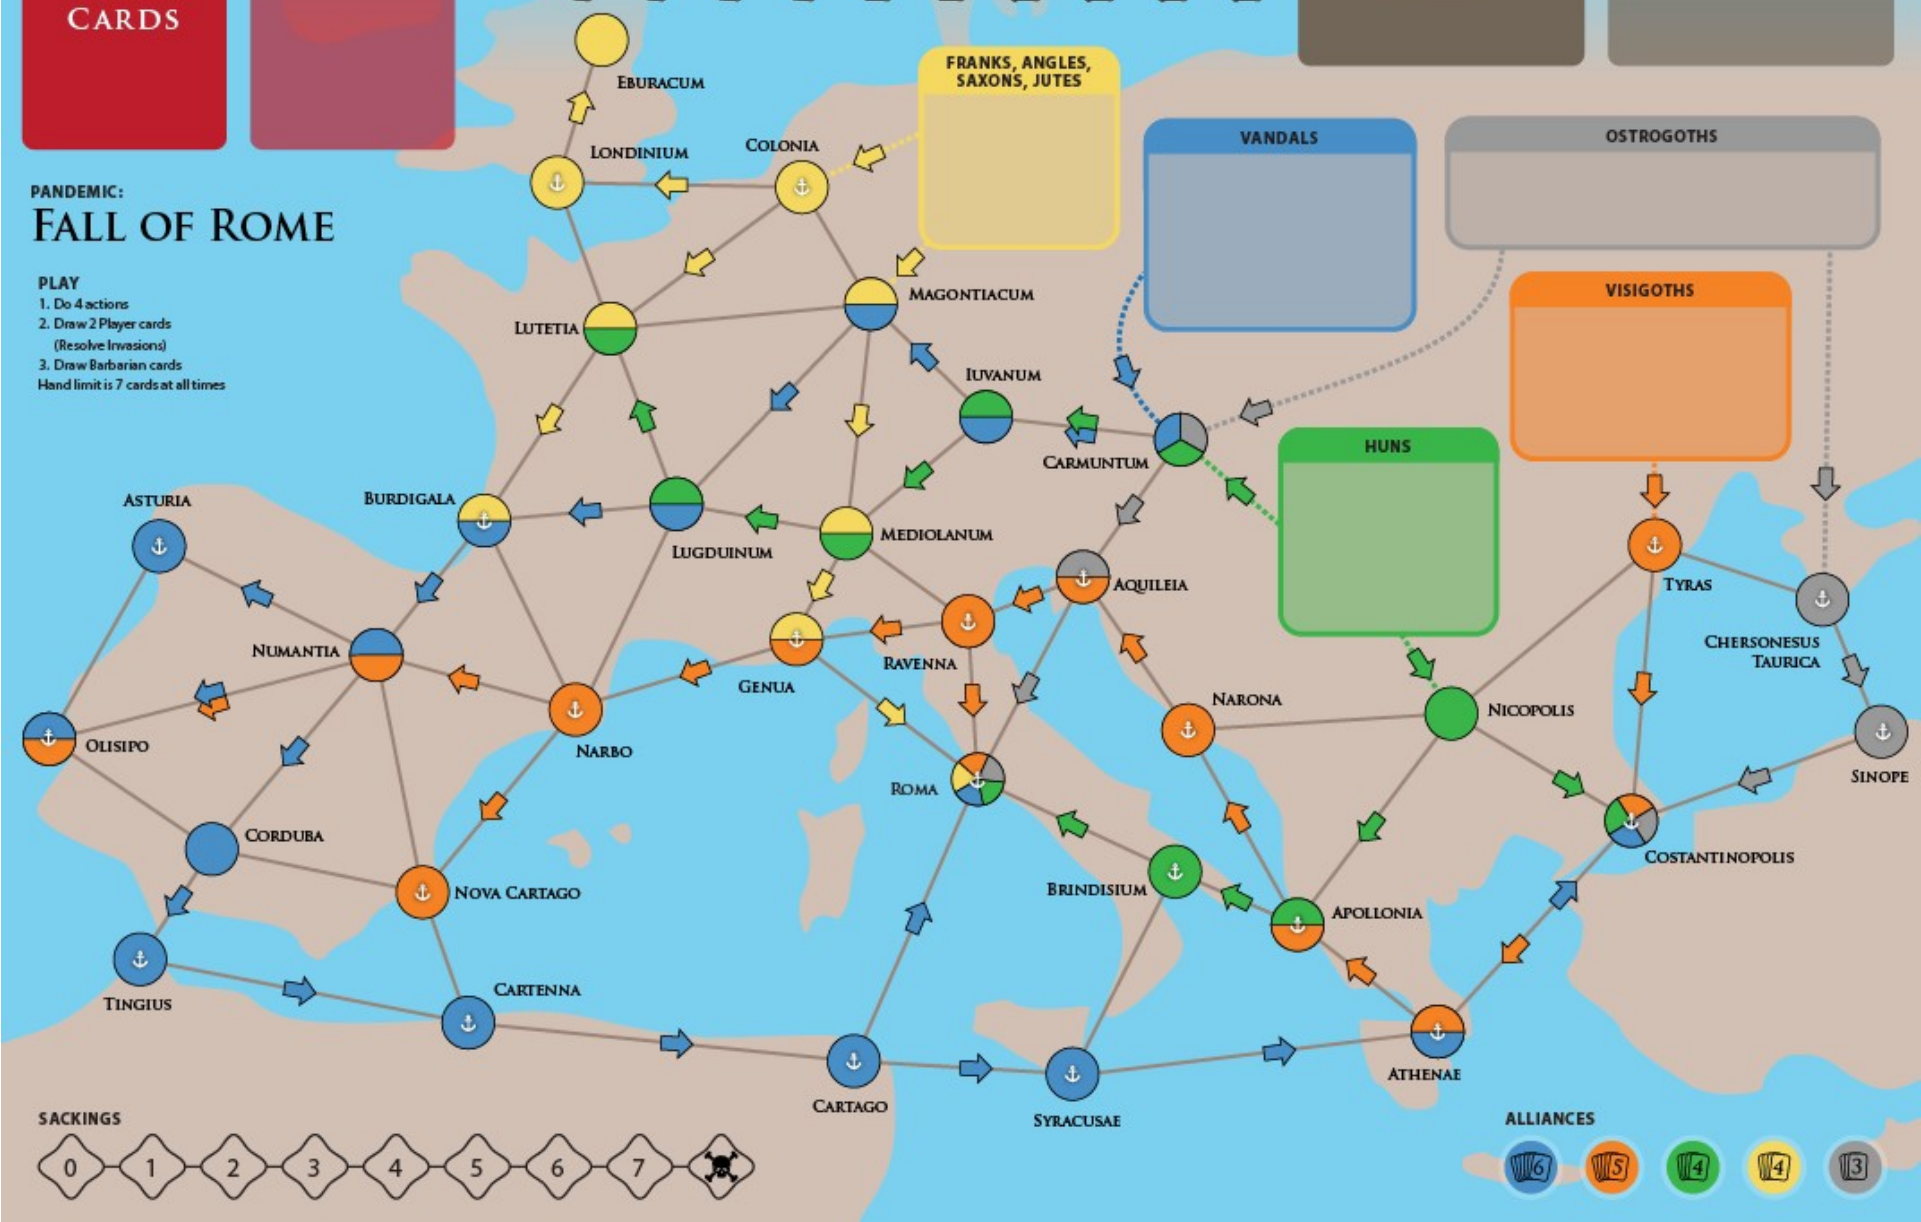 CARDS
EBURACUM
FRANKS, ANGLES,
SAXONS, JUTES
VANDALS
OSTROGOTHS
LONDINIUM
COLONIA
PANDEMIC:
FALL OF ROME
PLAY
1. Do 4 actions
2. Draw 2 Player cards
(Resolve Invasions)
3. Draw Barbarian cards
Hand limit is 7 cards at all times
VISIGOTHS
MAGONTIACUM
LUTETIA
IUVANUM
HUNS
CARMUNTUM
ASTURIA
BURDIGALA
MEDIOLANUM
LUGDUINUM
AQUILEIA
TYRAS
CHERSONESUS
TAURICA
NUMANTIA
RAVENNA
GENUA
NARONA
NICOPOLIS
OLISIPO
NARBO
SINOPE
ROMA
CORDUBA
COSTANTINOPOLIS
NOVA CARTAGO
BRINDISIUM
APOLLONIA
TINGIUS
CARTENNA
ATHENAE
CARTAGO
SYRACUSAE
SACKINGS
0 1 2 3 4 5 6 7
ALLIANCES
6 5 4 4 3